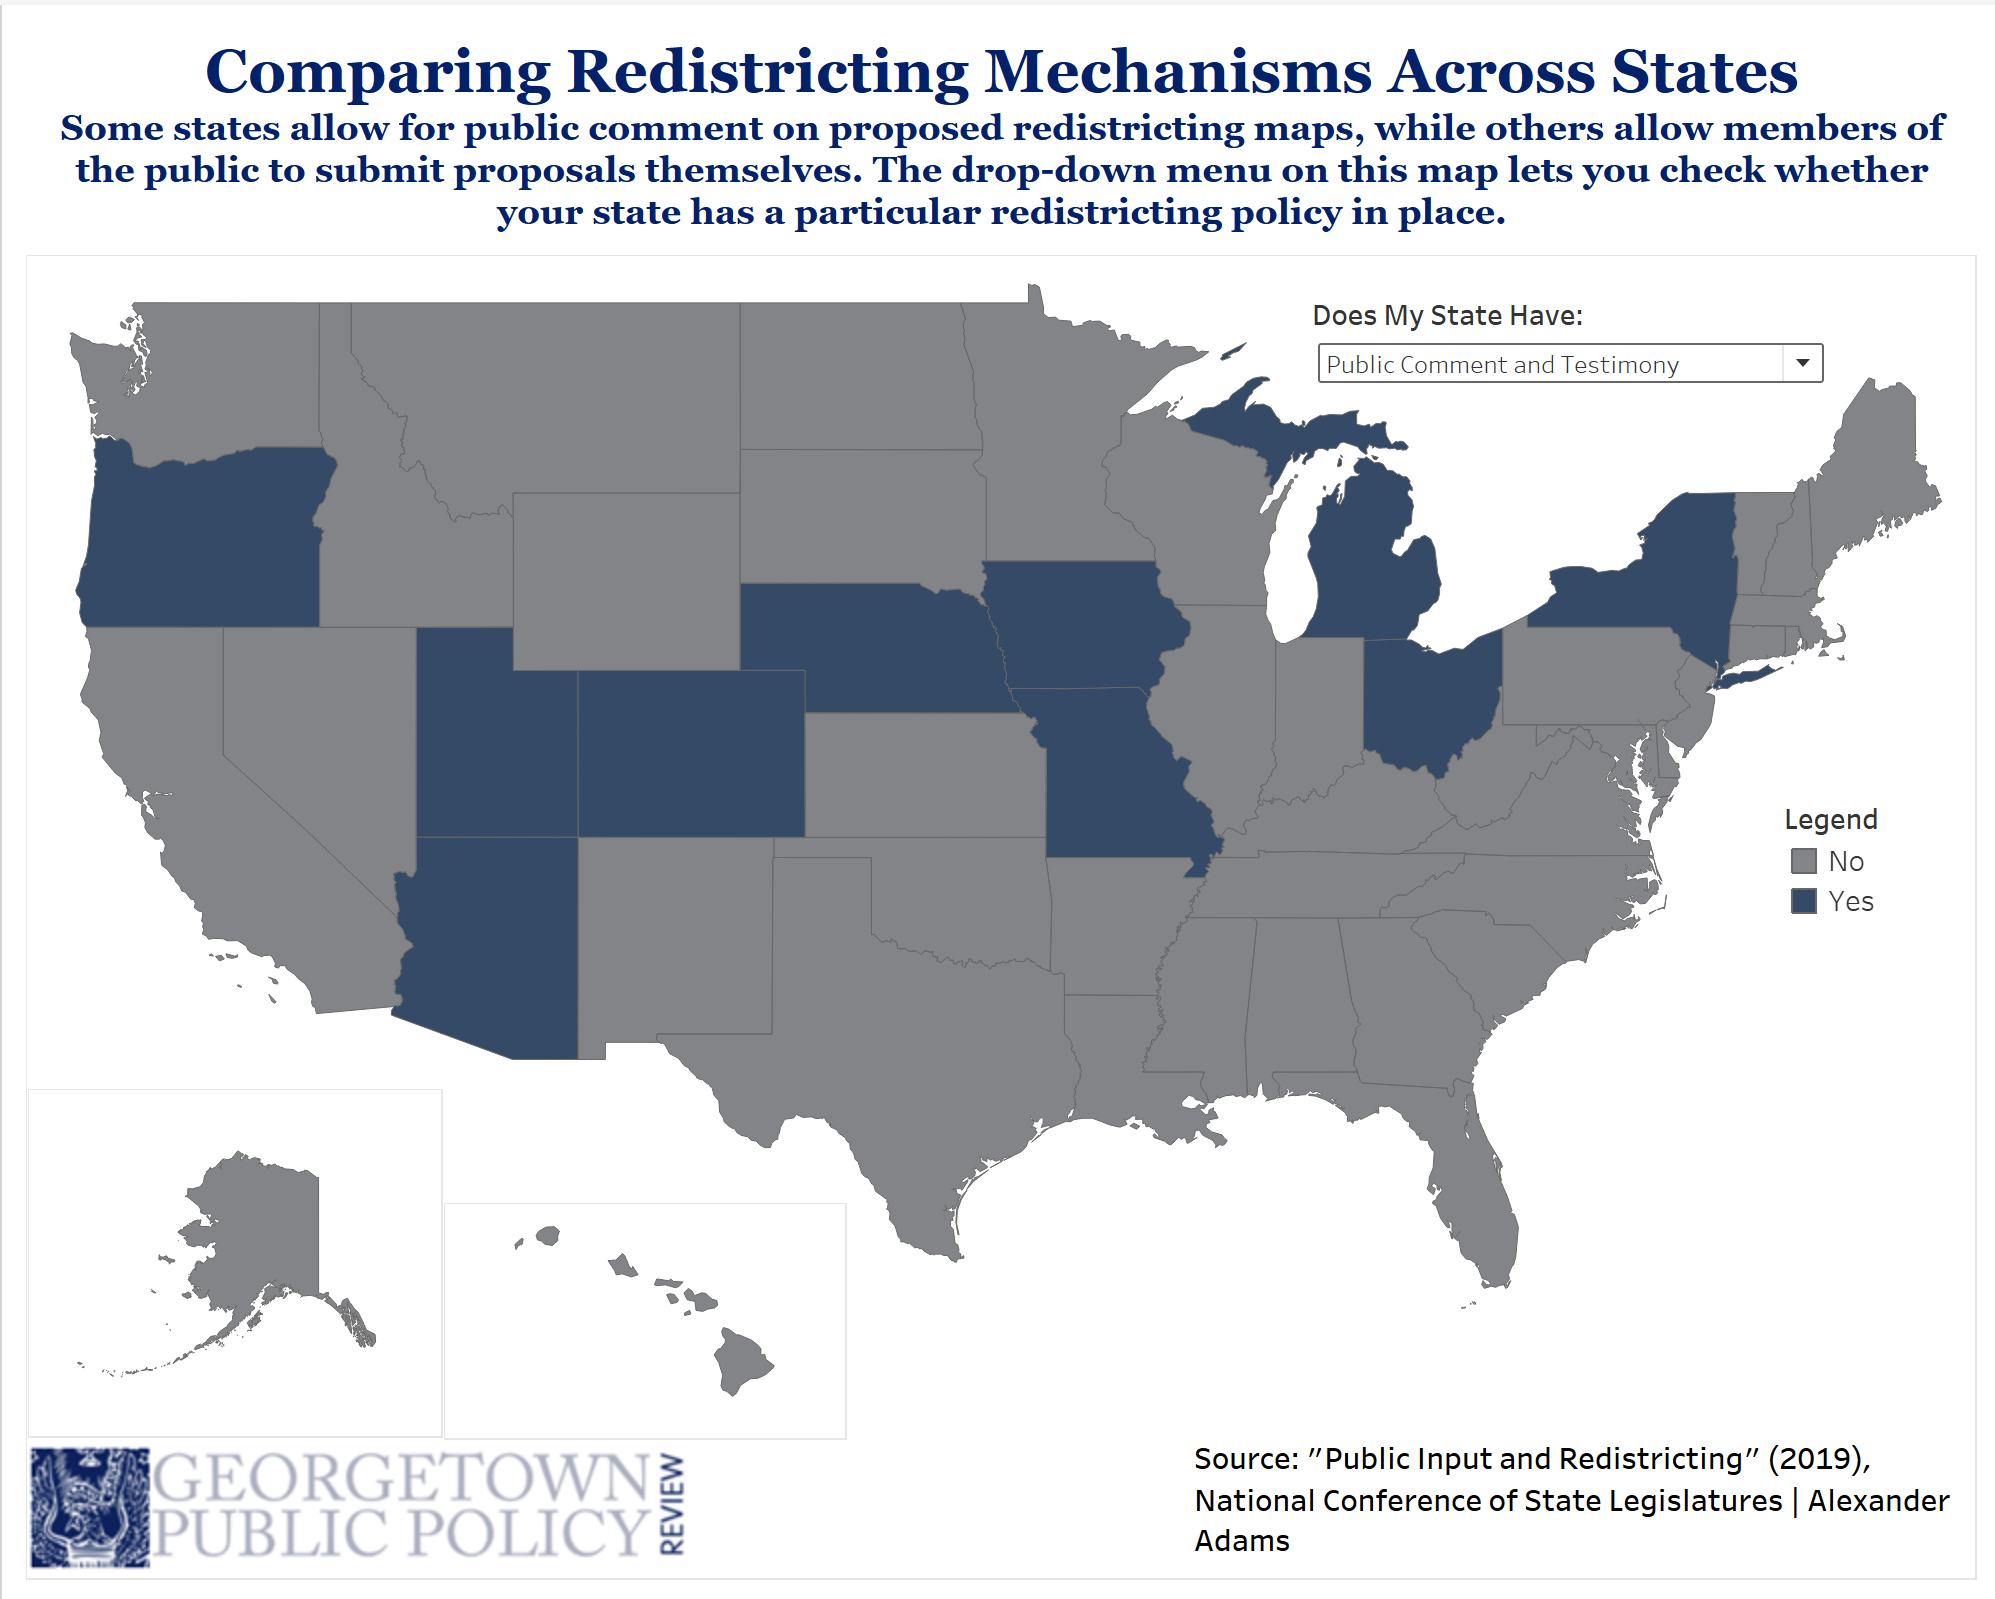 Comparing Redistricting Mechanisms Across States
Some states allow for public comment on proposed redistricting maps, while others allow members of
the public to submit proposals themselves. The drop-down menu on this map lets you check whether
your state has a particular redistricting policy in place.
Does My State Have:
Public Comment and Testimony
Legend
No
Yes
GEORGETOWN
PUBLIC POLICY
REVIEW
Source: "Public Input and Redistricting" (2019),
National Conference of State Legislatures | Alexander
Adams